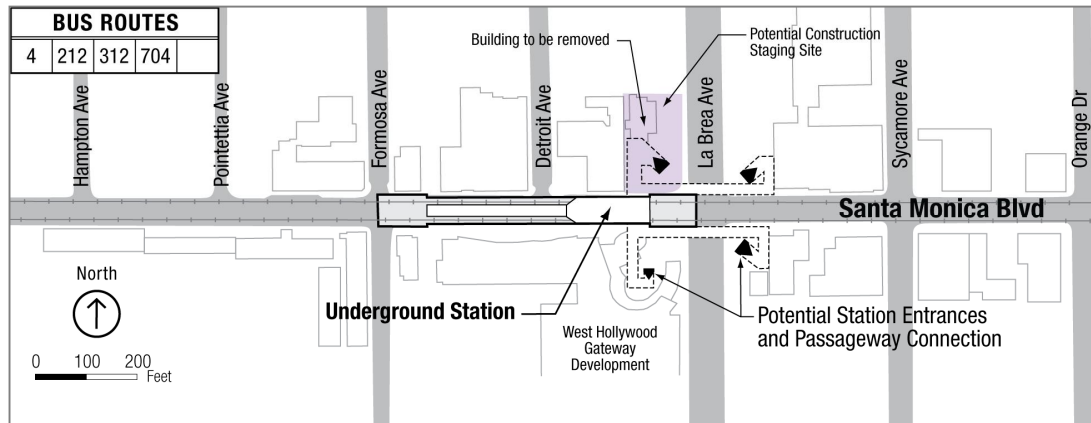 BUS ROUTES
4 212 312 704
Building to be removed
Potential Construction
Staging Site
Hampton Ave
Pointettia Ave
Formosa Ave
Detroit Ave
La Brea Ave
Sycamore Ave
Orange Dr
Santa Monica Blvd
North
Underground Station
West Hollywood
Gateway
Development
Potential Station Entrances
and Passageway Connection
0 100 200
Feet